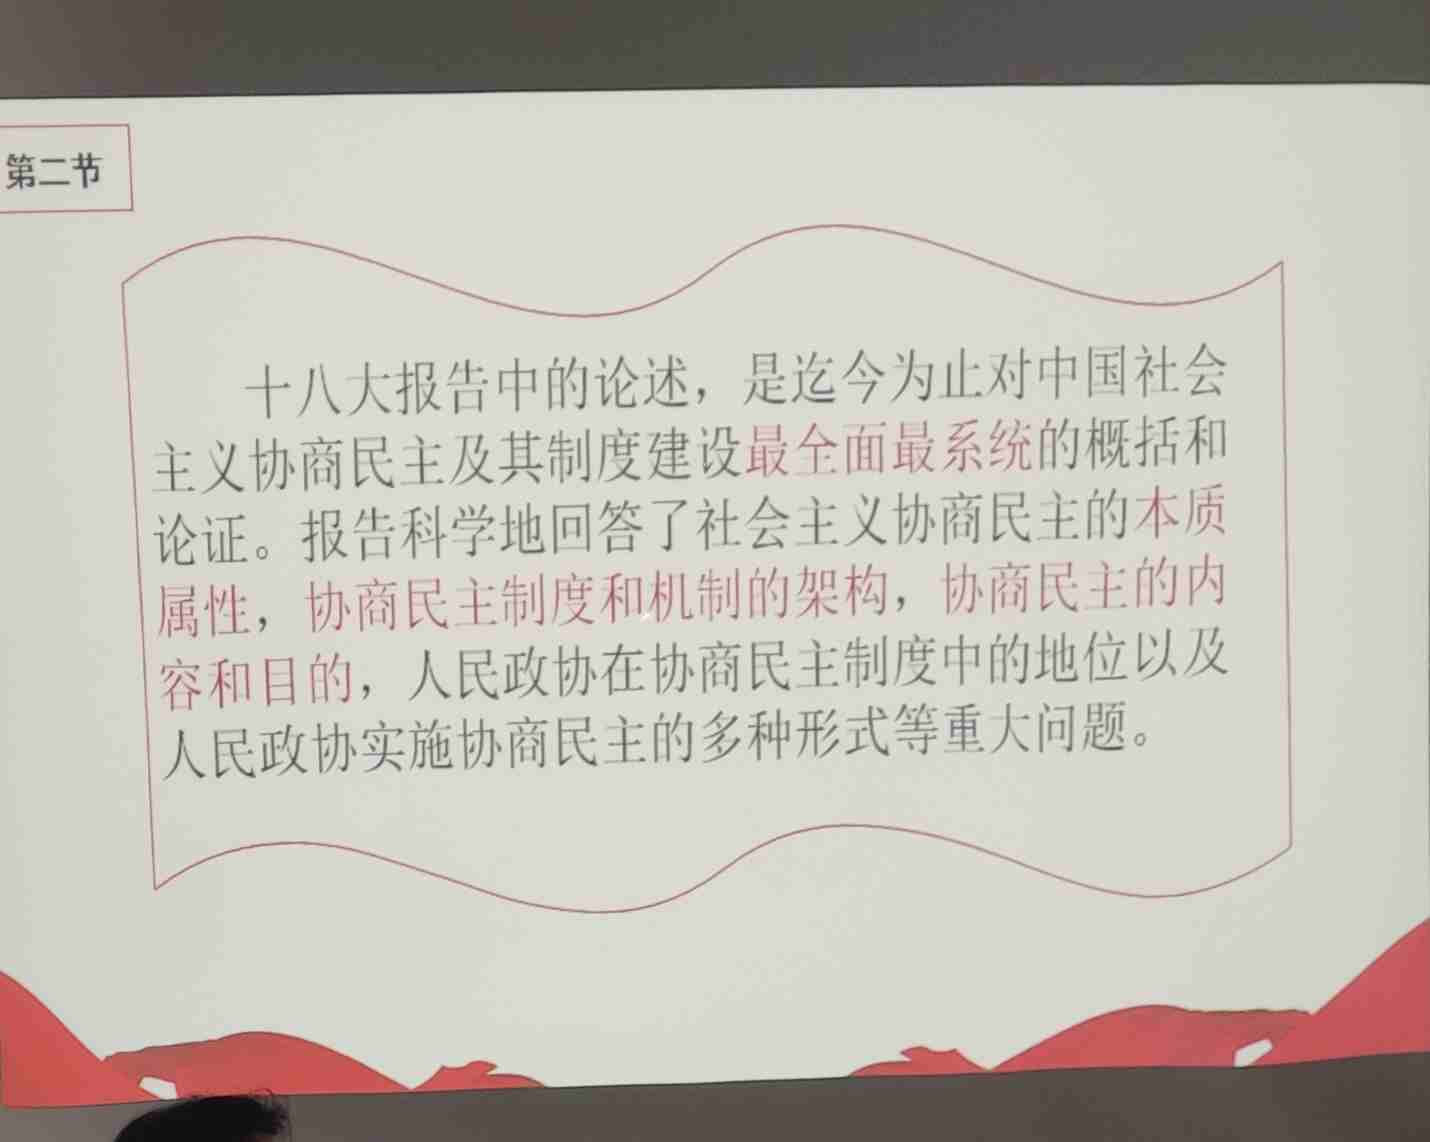 第二节
十八大报告中的论述，是迄今为止对中国社会
主义协商民主及其制度建设最全面最系统的概括和
论证。报告科学地回答了社会主义协商民主的本质
属性，协商民主制度和机制的架构，协商民主的内
容和目的，人民政协在协商民主制度中的地位以及
人民政协实施协商民主的多种形式等重大问题。